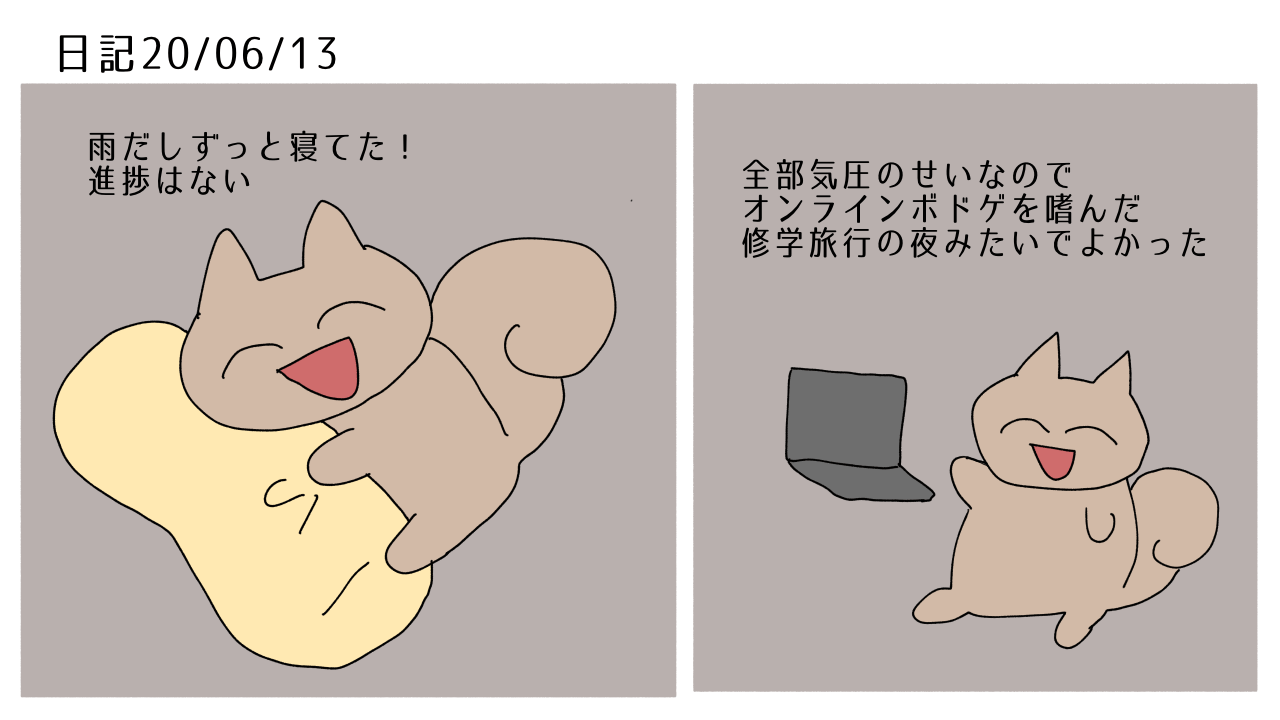 日記20/06/13
雨だしずっと寝てた！
進捗はない
全部気圧のせいなので
オンラインボドゲを嗜んだ
修学旅行の夜みたいでよかった